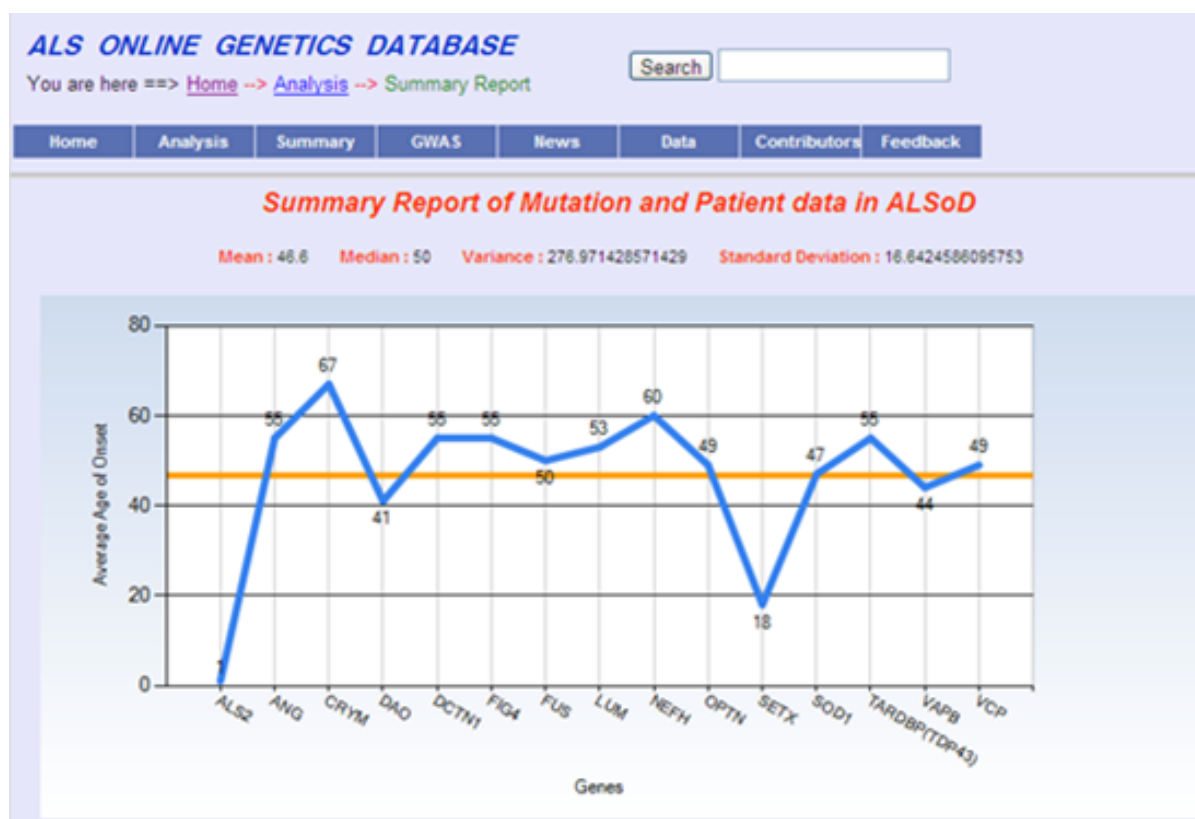 ALS ONLINE GENETICS DATABASE
You are here ==> Home --> Analysis --> Summary Report
Search
Home Analysis Summary GWAS News Data Contributors Feedback
Summary Report of Mutation and Patient data in ALSoD
Mean : 46.6 Median : 50 Variance : 276.971428571429 Standard Deviation : 16.6424586095753
Average Age of Onset
80
60
40
20
0
1
55
67
41
55
55
50
53
60
49
18
47
55
44
49
ALS2
ANG
CRYM
DAO
DCTN1
FIG4
FUS
LUM
NEFH
OPTN
SETX
SOD1
TARDBP(TDP43)
VAPB
VCP
Genes